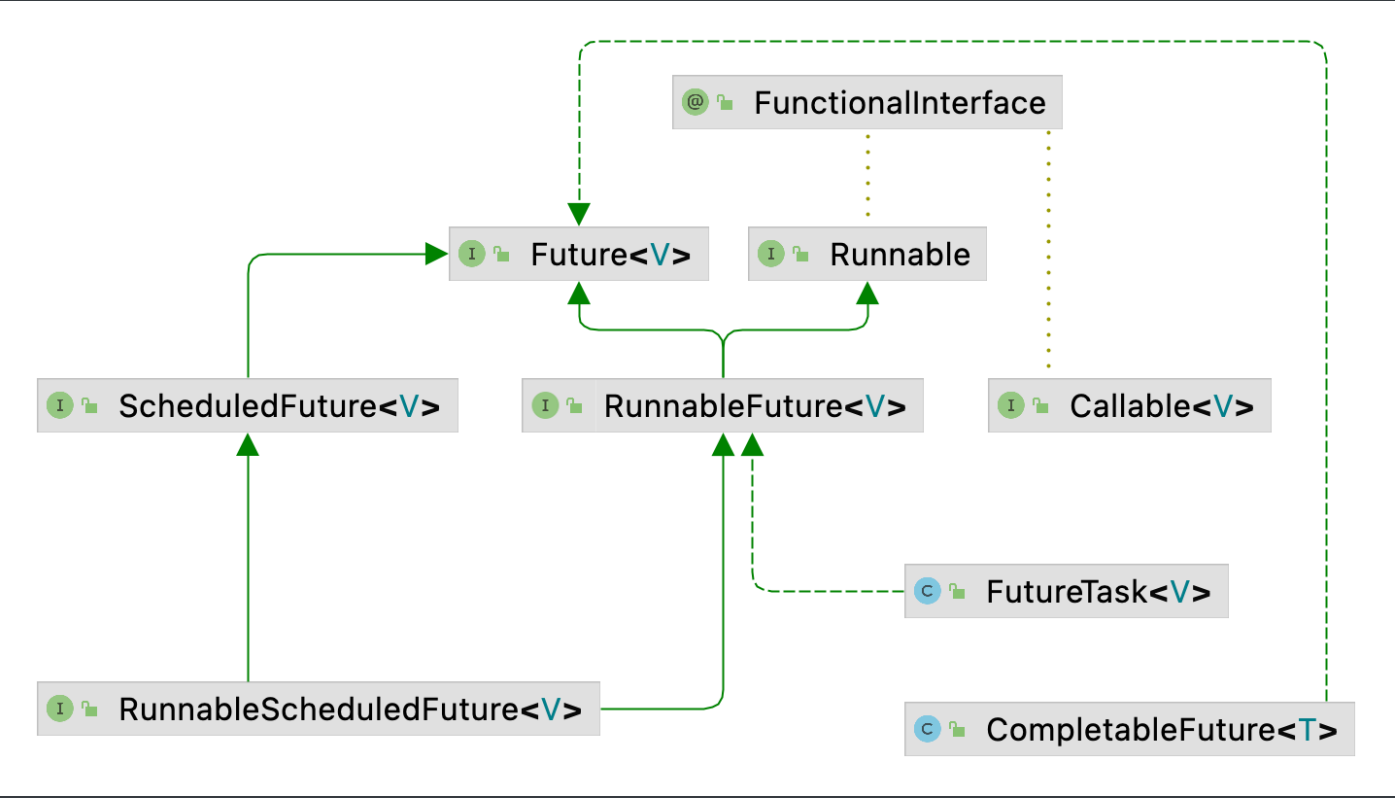 @ FunctionalInterface
I Future<V>
I Runnable
I ScheduledFuture<V>
I RunnableFuture<V>
I Callable<V>
C FutureTask<V>
I RunnableScheduledFuture<V>
C CompletableFuture<T>